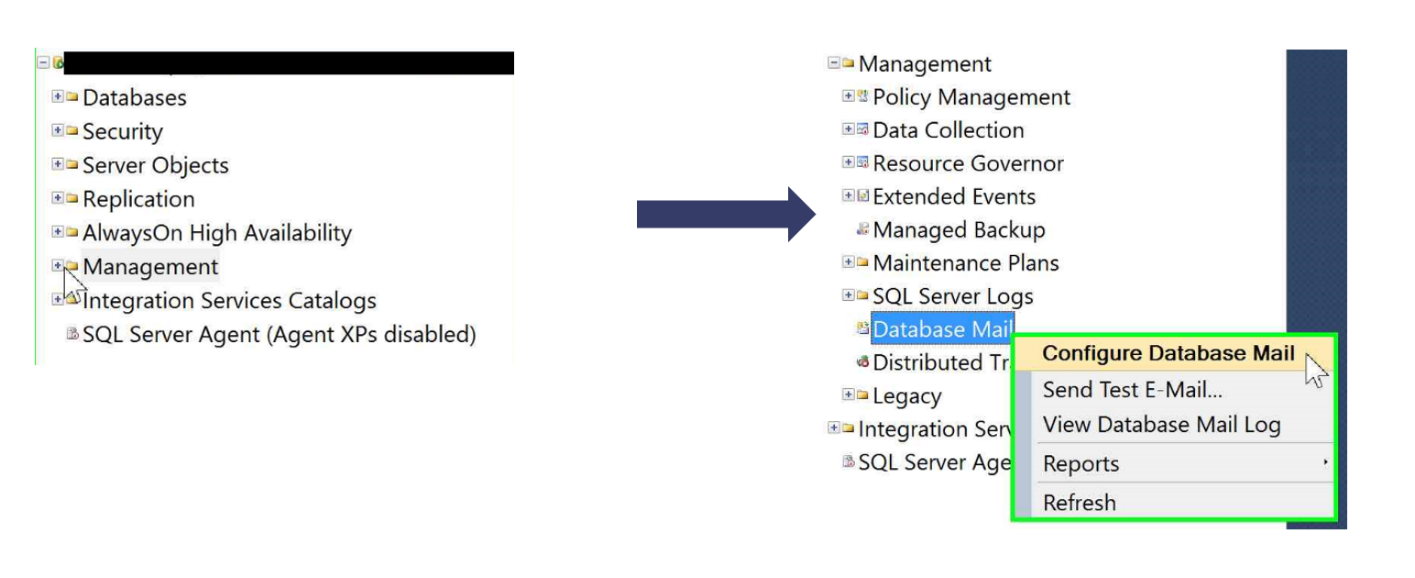 Databases
Security
Server Objects
Replication
AlwaysOn High Availability
Management
Integration Services Catalogs
SQL Server Agent (Agent XPs disabled)
Management
Policy Management
Data Collection
Resource Governor
Extended Events
Managed Backup
Maintenance Plans
SQL Server Logs
Database Mail
Distributed Tr
Legacy
Integration Serv
SQL Server Age
Configure Database Mail
Send Test E-Mail...
View Database Mail Log
Reports
Refresh